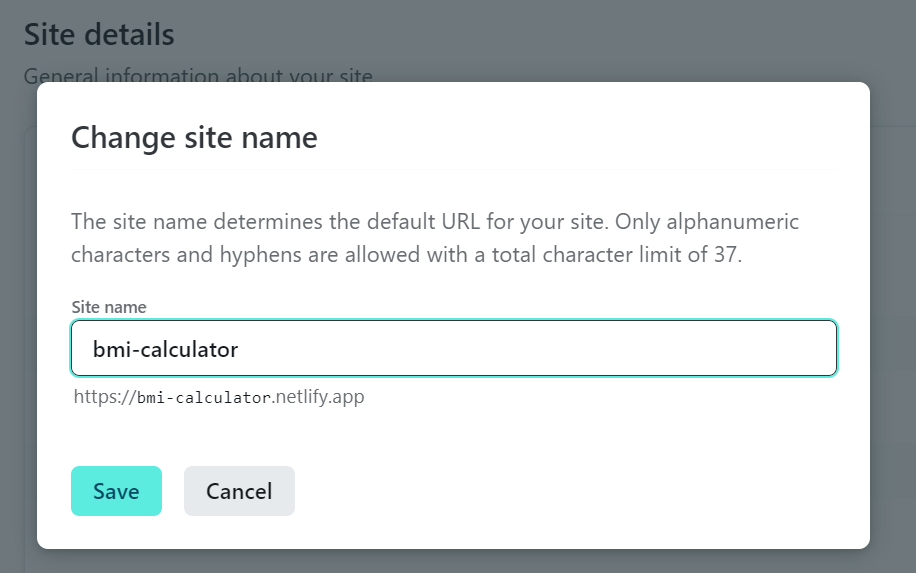 Site details
General information about your site
Change site name
The site name determines the default URL for your site. Only alphanumeric
characters and hyphens are allowed with a total character limit of 37.
Site name
bmi-calculator
https://bmi-calculator.netlify.app
Save
Cancel